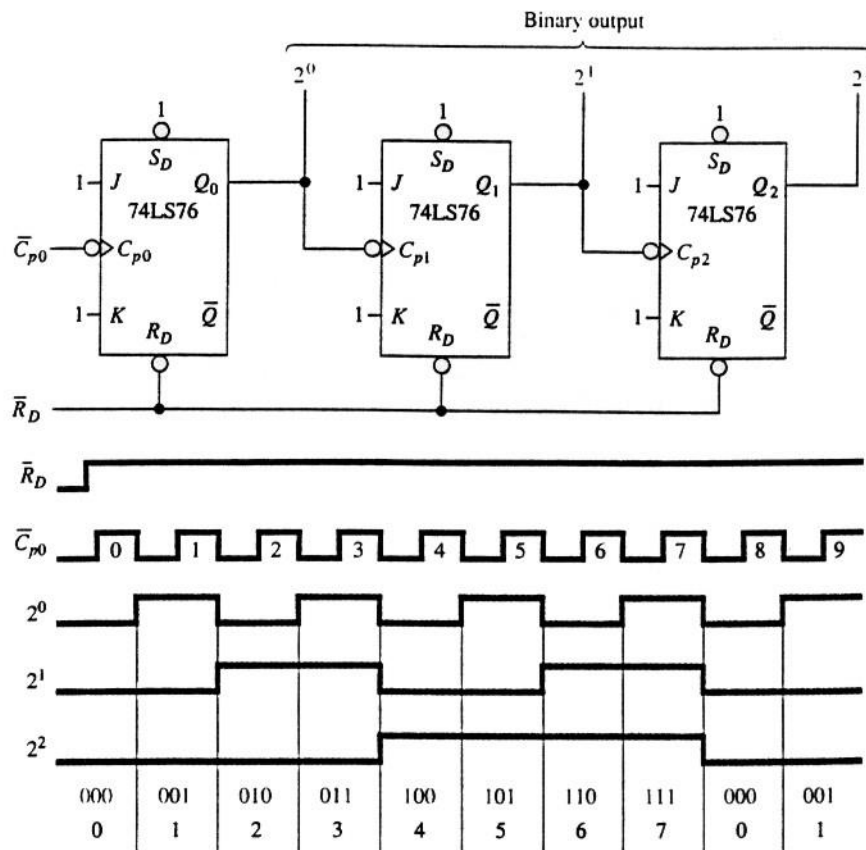 Binary output
2⁰ 2¹ 2
1 1 1
S_D S_D S_D
1 J Q₀ 1 J Q₁ 1 J Q₂
74LS76 74LS76 74LS76
C̅_p0 C_p0 C_p1 C_p2
1 K Q̅ 1 K Q̅ 1 K Q̅
R_D R_D R_D
R̅_D
R̅_D
C̅_p0 0 1 2 3 4 5 6 7 8 9
2⁰
2¹
2²
000 001 010 011 100 101 110 111 000 001
0 1 2 3 4 5 6 7 0 1